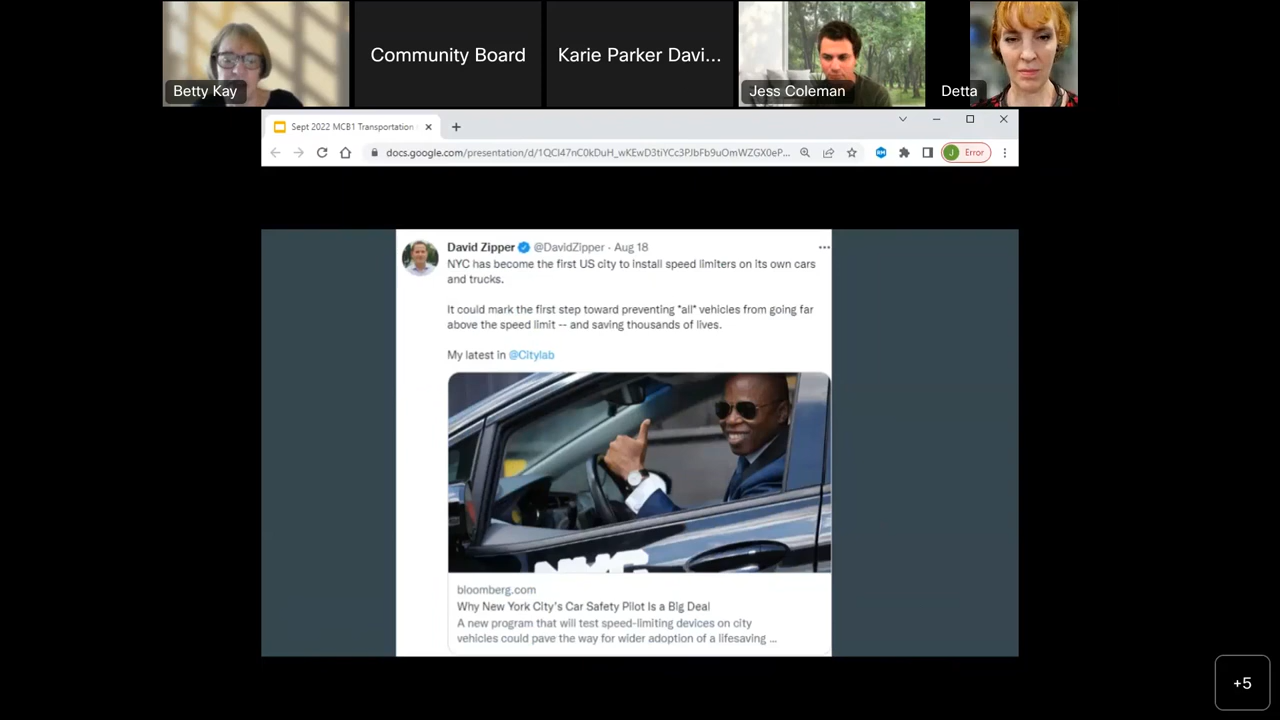 Betty Kay
Community Board
Karie Parker Davi...
Jess Coleman
Detta
Sept 2022 MCB1 Transportation
docs.google.com/presentation/d/1QCl47nC0kDuH_wKEwD3tiYCc3PJbFb9uOmWZGX0eP...
J Error
David Zipper @DavidZipper · Aug 18
NYC has become the first US city to install speed limiters on its own cars
and trucks.
It could mark the first step toward preventing *all* vehicles from going far
above the speed limit -- and saving thousands of lives.
My latest in @Citylab
NYC
bloomberg.com
Why New York City's Car Safety Pilot Is a Big Deal
A new program that will test speed-limiting devices on city
vehicles could pave the way for wider adoption of a lifesaving ...
+5